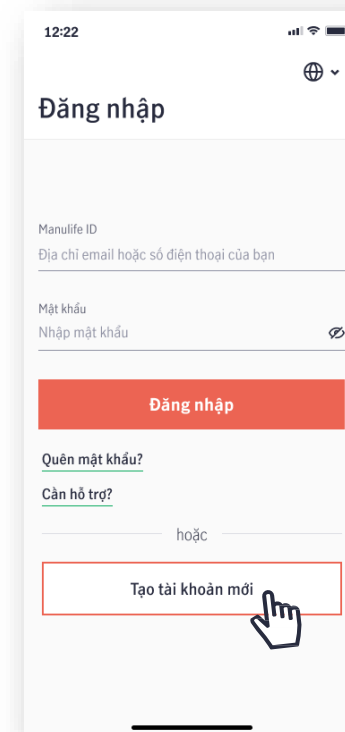 12:22
Đăng nhập
Manulife ID
Địa chỉ email hoặc số điện thoại của bạn
Mật khẩu
Nhập mật khẩu
Đăng nhập
Quên mật khẩu?
Cần hỗ trợ?
hoặc
Tạo tài khoản mới